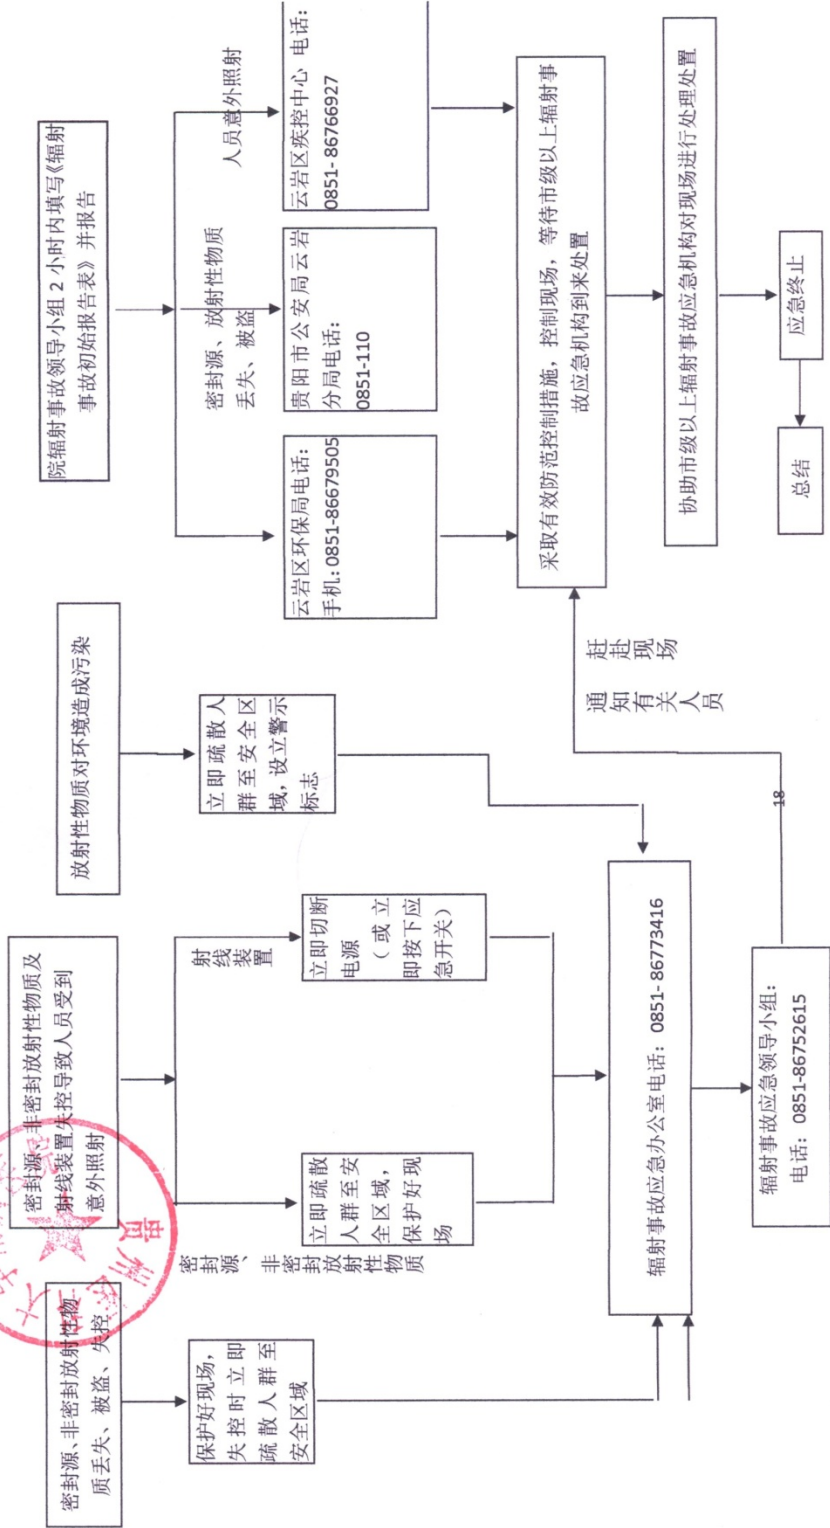 密封源、非密封放射性物
质丢失、被盗、失控
密封源、非密封放射性物质及
射线装置失控导致人员受到
意外照射
放射性物质对环境造成污染
院辐射事故领导小组 2 小时内填写《辐射
事故初始报告表》并报告
保护好现场，
失控时立即
疏散人群至
安全区域
密封源、非密封放射性物质
立即疏散
人群至安
全区域，
保护好现
场
射线装置
立即切断
电源
（或立
即按下应
急开关）
立即疏散人
群至安全区
域，设立警示
标志
密封源、放射性物质
丢失、被盗
人员意外照射
云岩区环保局电话：
手机：0851-86679505
贵阳市公安局云岩
分局电话：
0851-110
云岩区疾控中心 电话：
0851- 86766927
辐射事故应急办公室电话：0851- 86773416
辐射事故应急领导小组：
电话：0851-86752615
通知有关人员
赶赴现场
采取有效防范控制措施，控制现场，等待市级以上辐射事
故应急机构到来处置
协助市级以上辐射事故应急机构对现场进行处理处置
应急终止
总结
18
贵州